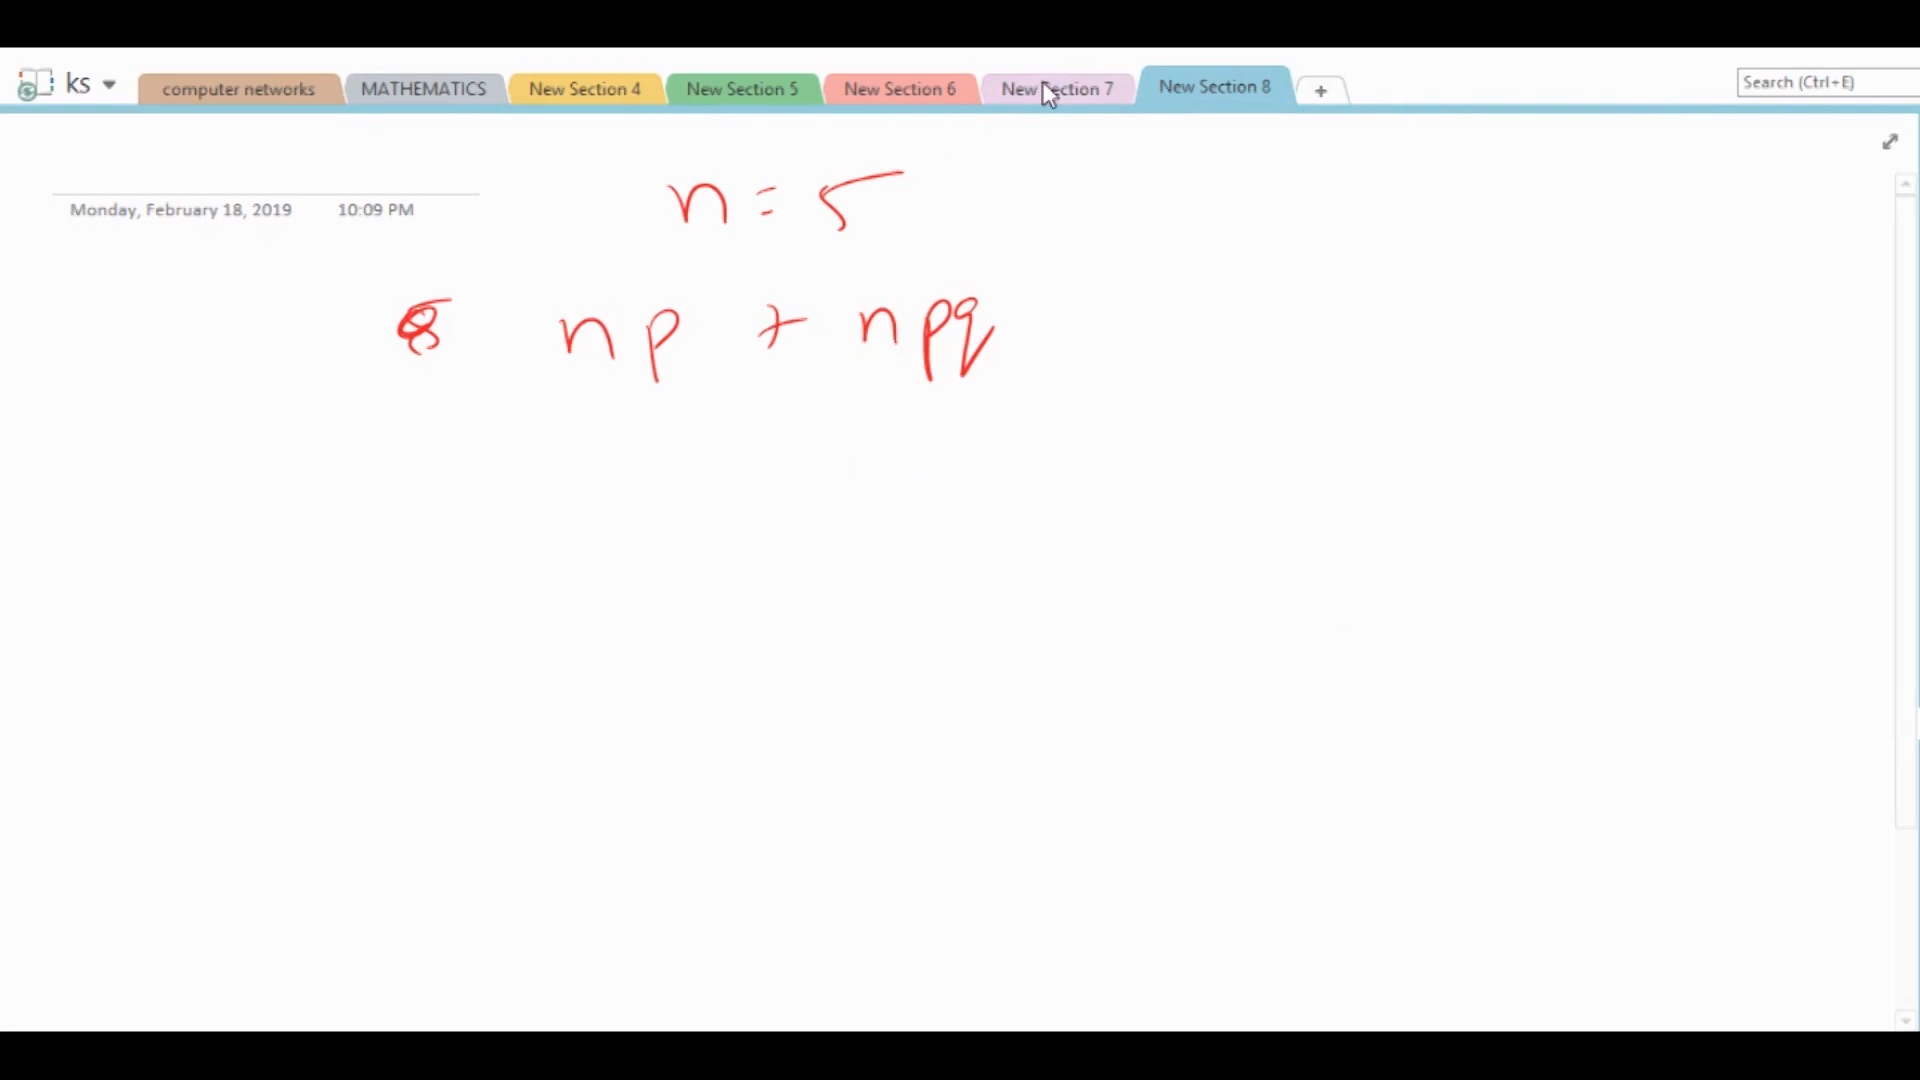 ks computer networks MATHEMATICS New Section 4 New Section 5 New Section 6 New Section 7 New Section 8 + Search (Ctrl+E)
n = 5
Monday, February 18, 2019 10:09 PM
np + npq